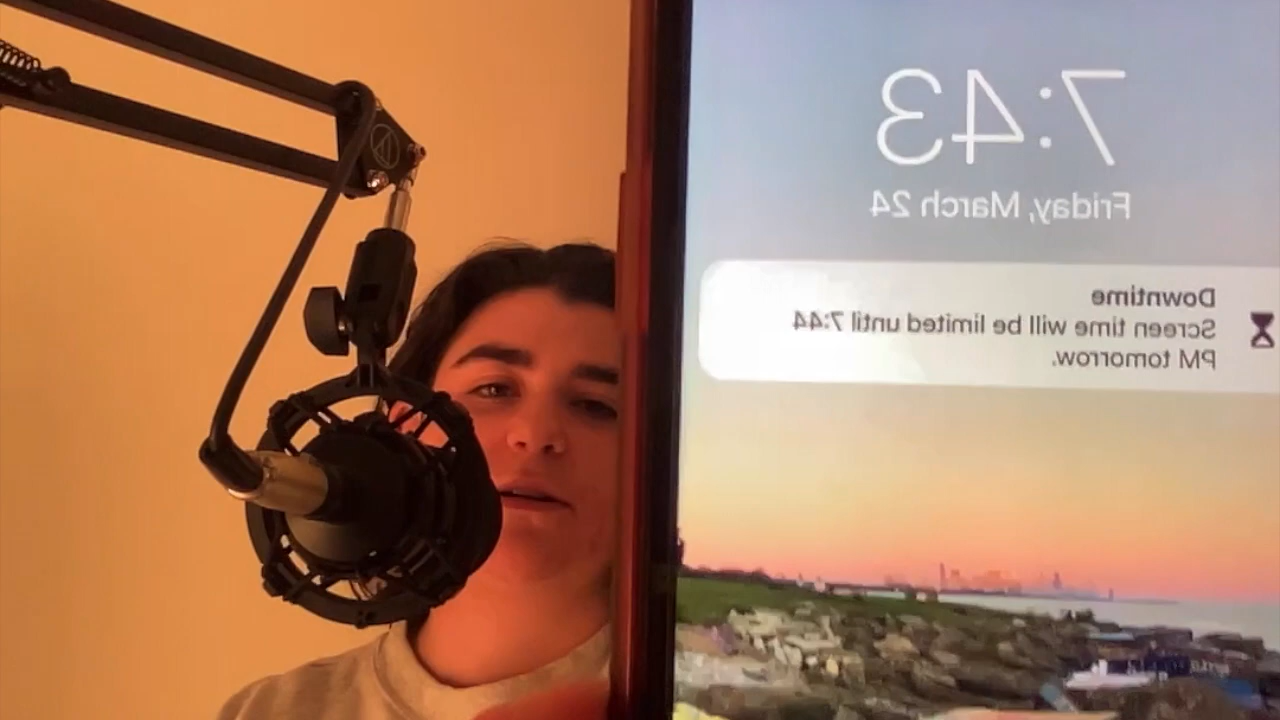 7:43
Friday, March 24
Downtime
Screen time will be limited until 7:44
PM tomorrow.